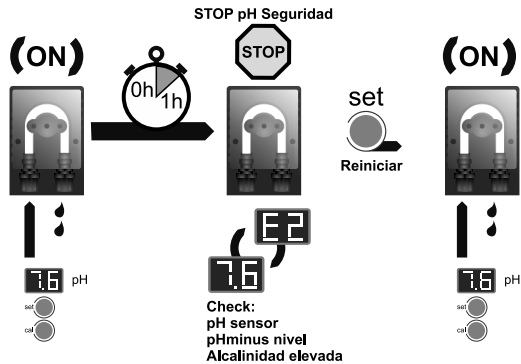 STOP pH Seguridad
(ON)
0h
1h
STOP
set
Reiniciar
(ON)
7.6 pH
set
cal
E2
7.6
Check:
pH sensor
pHminus nivel
Alcalinidad elevada
7.6 pH
set
cal